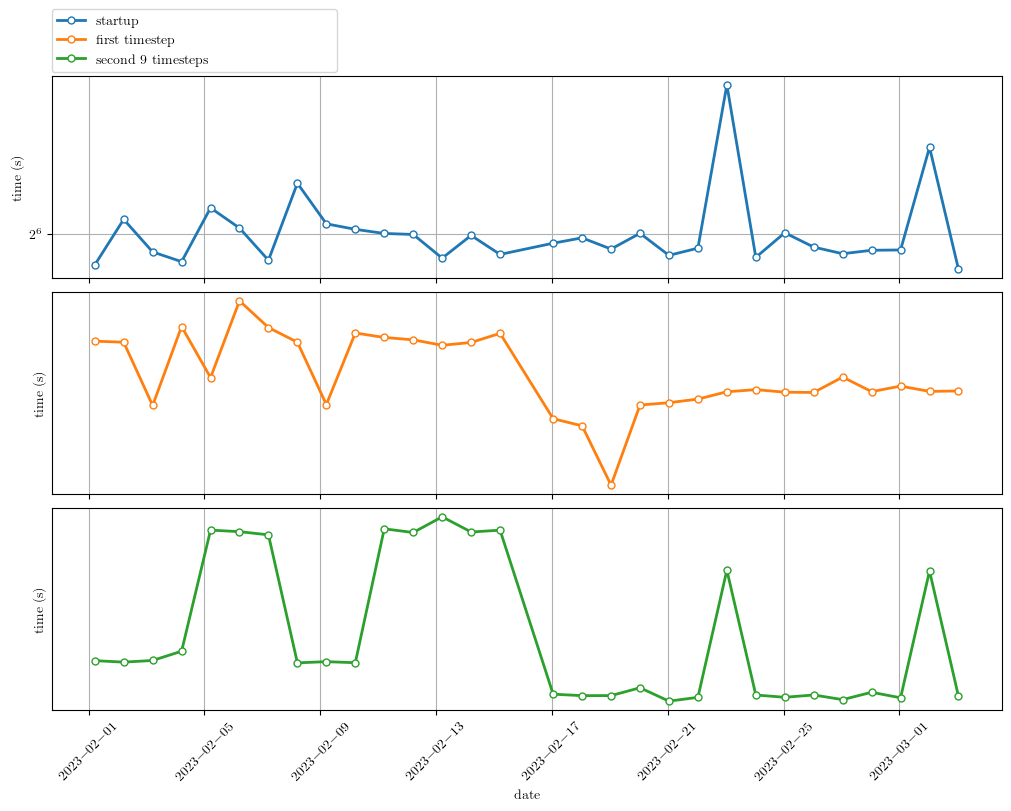 startup
first timestep
second 9 timesteps
time (s)
2⁶
time (s)
time (s)
2023−02−01
2023−02−05
2023−02−09
2023−02−13
2023−02−17
2023−02−21
2023−02−25
2023−03−01
date